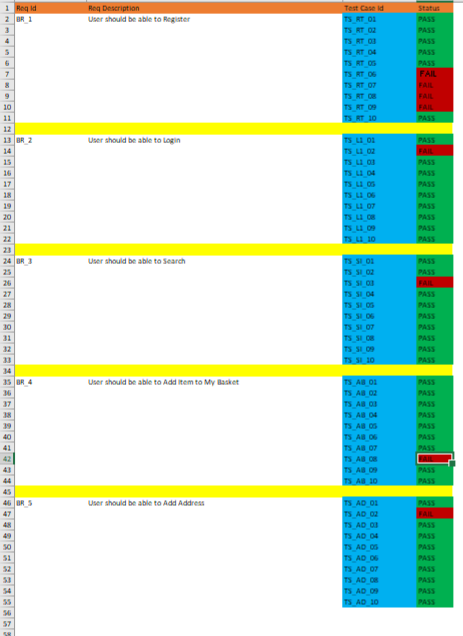 1 Req Id Req Description Test Case Id Status
2 BR_1 User should be able to Register TS_RT_01 PASS
3 TS_RT_02 PASS
4 TS_RT_03 PASS
5 TS_RT_04 PASS
6 TS_RT_05 PASS
7 TS_RT_06 FAIL
8 TS_RT_07 FAIL
9 TS_RT_08 FAIL
10 TS_RT_09 FAIL
11 TS_RT_10 PASS
12
13 BR_2 User should be able to Login TS_L1_01 PASS
14 TS_L1_02 FAIL
15 TS_L1_03 PASS
16 TS_L1_04 PASS
17 TS_L1_05 PASS
18 TS_L1_06 PASS
19 TS_L1_07 PASS
20 TS_L1_08 PASS
21 TS_L1_09 PASS
22 TS_L1_10 PASS
23
24 BR_3 User should be able to Search TS_SI_01 PASS
25 TS_SI_02 PASS
26 TS_SI_03 FAIL
27 TS_SI_04 PASS
28 TS_SI_05 PASS
29 TS_SI_06 PASS
30 TS_SI_07 PASS
31 TS_SI_08 PASS
32 TS_SI_09 PASS
33 TS_SI_10 PASS
34
35 BR_4 User should be able to Add Item to My Basket TS_AB_01 PASS
36 TS_AB_02 PASS
37 TS_AB_03 PASS
38 TS_AB_04 PASS
39 TS_AB_05 PASS
40 TS_AB_06 PASS
41 TS_AB_07 PASS
42 TS_AB_08 FAIL
43 TS_AB_09 PASS
44 TS_AB_10 PASS
45
46 BR_5 User should be able to Add Address TS_AD_01 PASS
47 TS_AD_02 FAIL
48 TS_AD_03 PASS
49 TS_AD_04 PASS
50 TS_AD_05 PASS
51 TS_AD_06 PASS
52 TS_AD_07 PASS
53 TS_AD_08 PASS
54 TS_AD_09 PASS
55 TS_AD_10 PASS
56
57
58